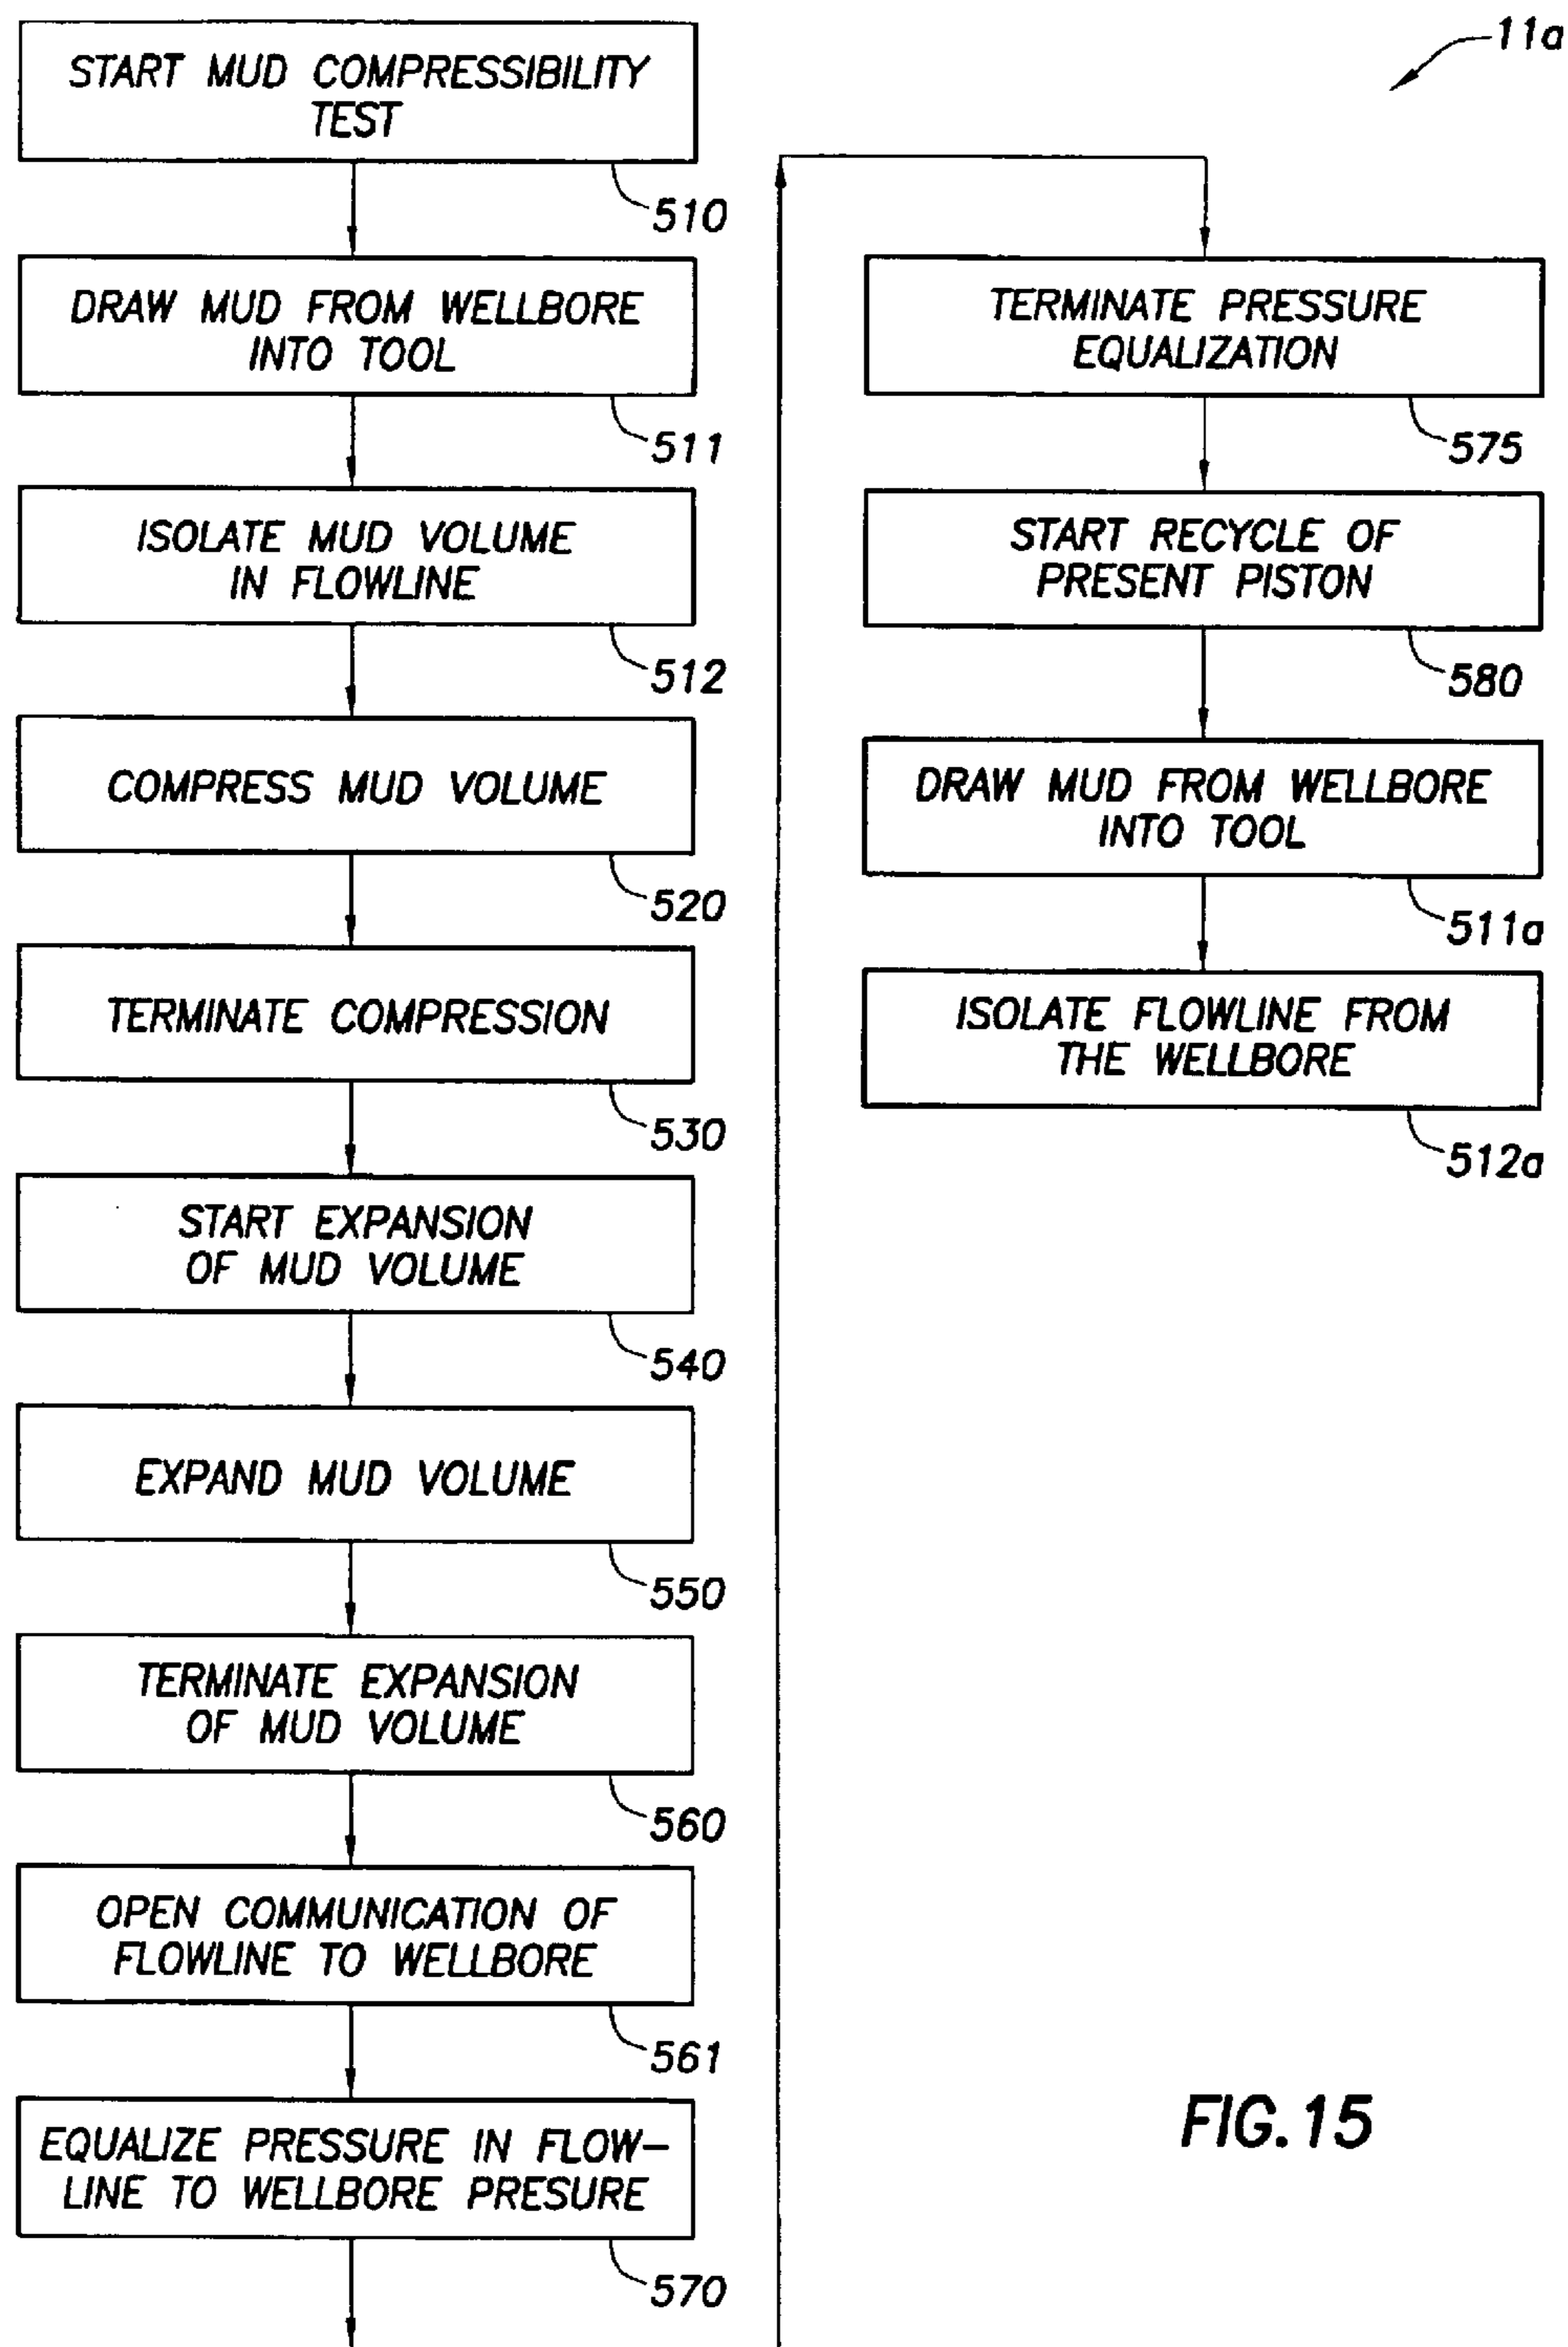 11a
START MUD COMPRESSIBILITY
TEST
510
DRAW MUD FROM WELLBORE
INTO TOOL
511
ISOLATE MUD VOLUME
IN FLOWLINE
512
COMPRESS MUD VOLUME
520
TERMINATE COMPRESSION
530
START EXPANSION
OF MUD VOLUME
540
EXPAND MUD VOLUME
550
TERMINATE EXPANSION
OF MUD VOLUME
560
OPEN COMMUNICATION OF
FLOWLINE TO WELLBORE
561
EQUALIZE PRESSURE IN FLOW-
LINE TO WELLBORE PRESURE
570
TERMINATE PRESSURE
EQUALIZATION
575
START RECYCLE OF
PRESENT PISTON
580
DRAW MUD FROM WELLBORE
INTO TOOL
511a
ISOLATE FLOWLINE FROM
THE WELLBORE
512a
FIG.15